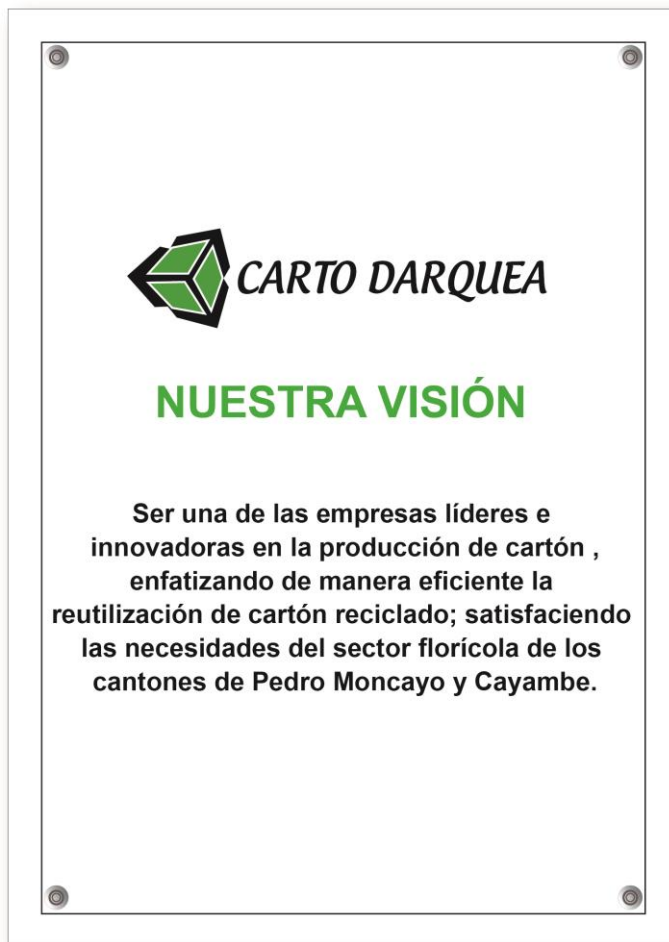 CARTO DARQUEA
NUESTRA VISIÓN
Ser una de las empresas líderes e
innovadoras en la producción de cartón ,
enfatizando de manera eficiente la
reutilización de cartón reciclado; satisfaciendo
las necesidades del sector florícola de los
cantones de Pedro Moncayo y Cayambe.